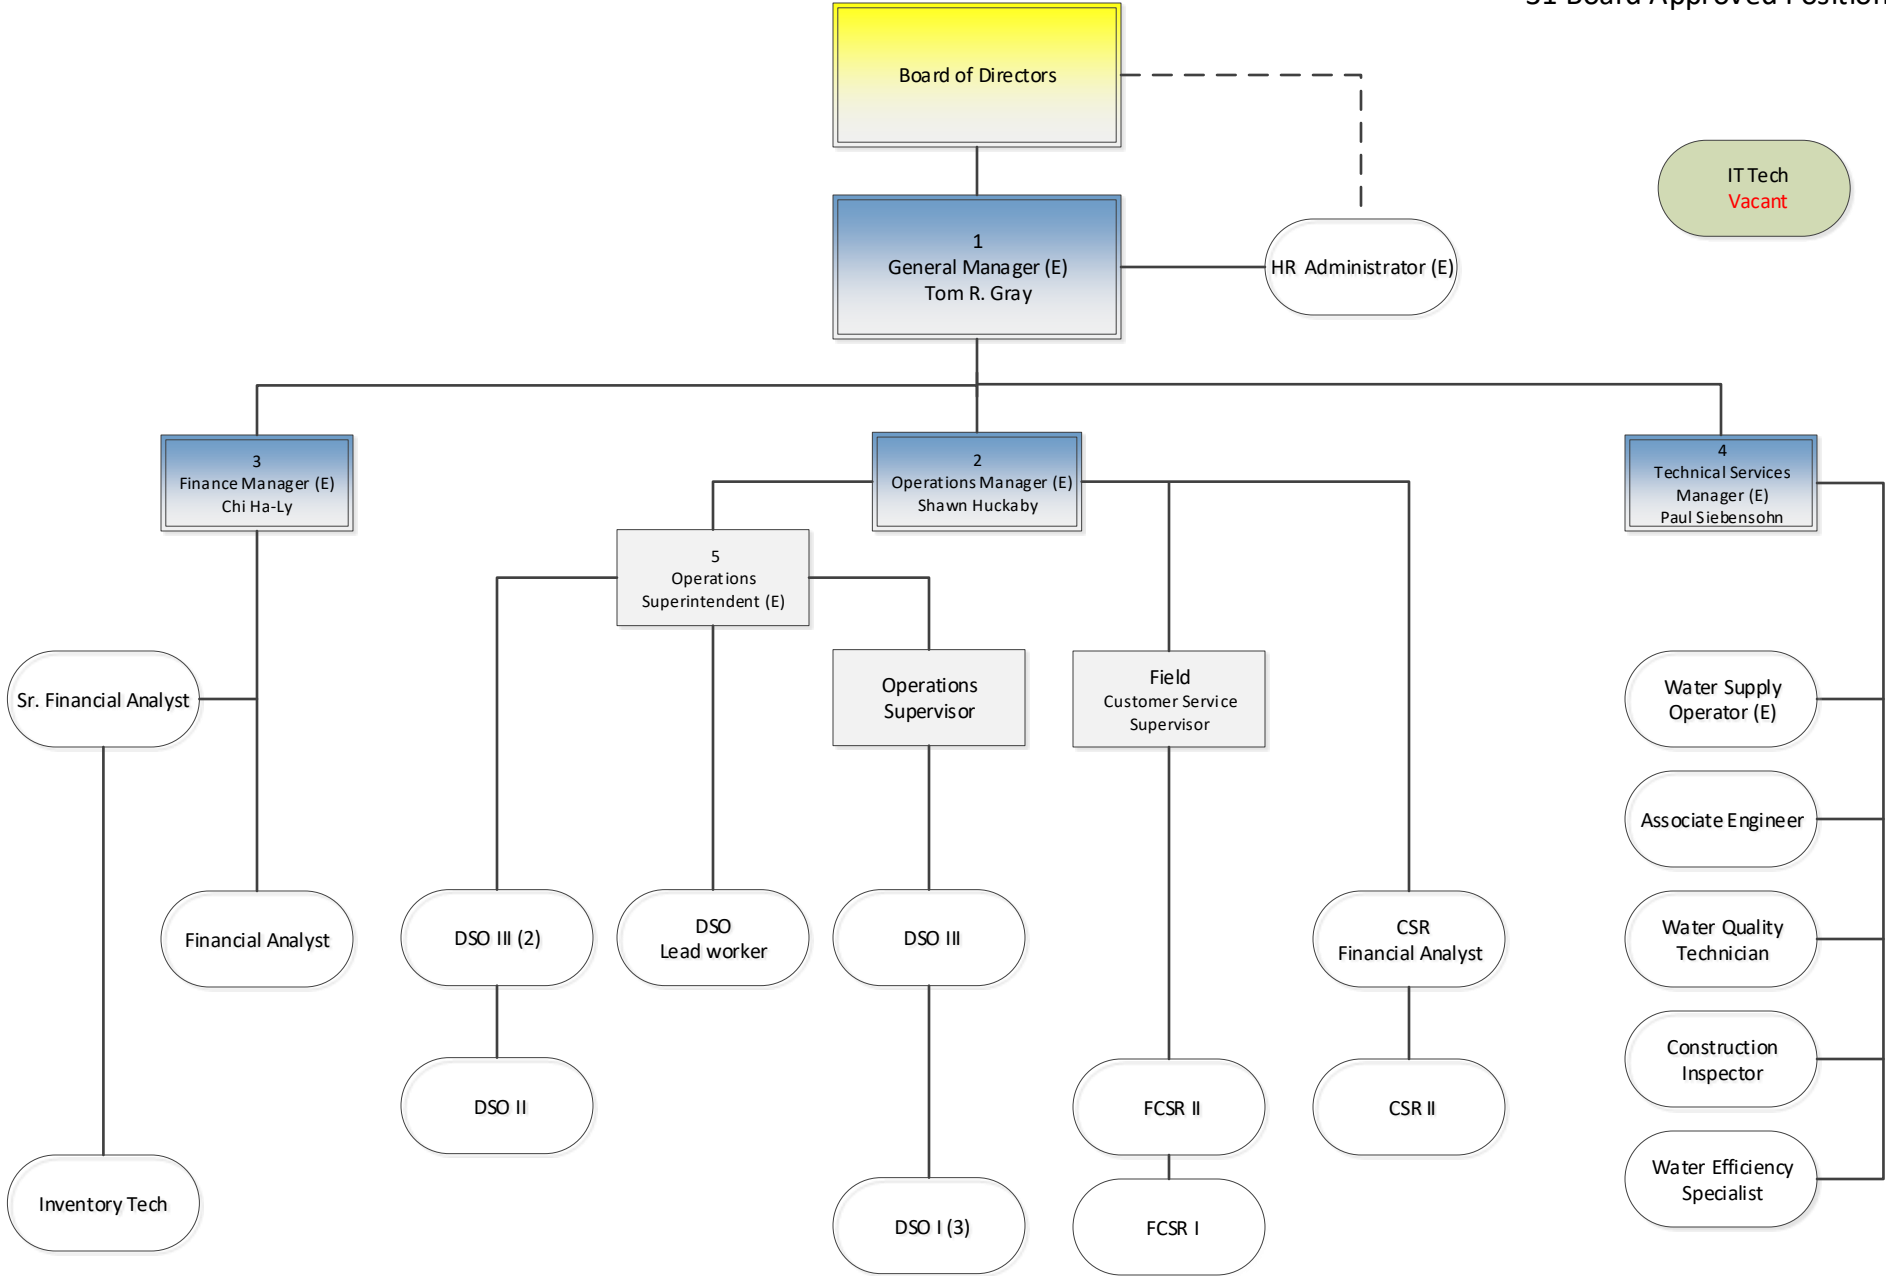 31 Board Approved Position
Board of Directors
IT Tech
Vacant
1
General Manager (E)
Tom R. Gray
HR Administrator (E)
3
Finance Manager (E)
Chi Ha-Ly
2
Operations Manager (E)
Shawn Huckaby
4
Technical Services
Manager (E)
Paul Siebensohn
5
Operations
Superintendent (E)
Sr. Financial Analyst
Operations
Supervisor
Field
Customer Service
Supervisor
Water Supply
Operator (E)
Associate Engineer
Financial Analyst
DSO III (2)
DSO
Lead worker
DSO III
CSR
Financial Analyst
Water Quality
Technician
Construction
Inspector
DSO II
FCSR II
CSR II
Water Efficiency
Specialist
Inventory Tech
DSO I (3)
FCSR I